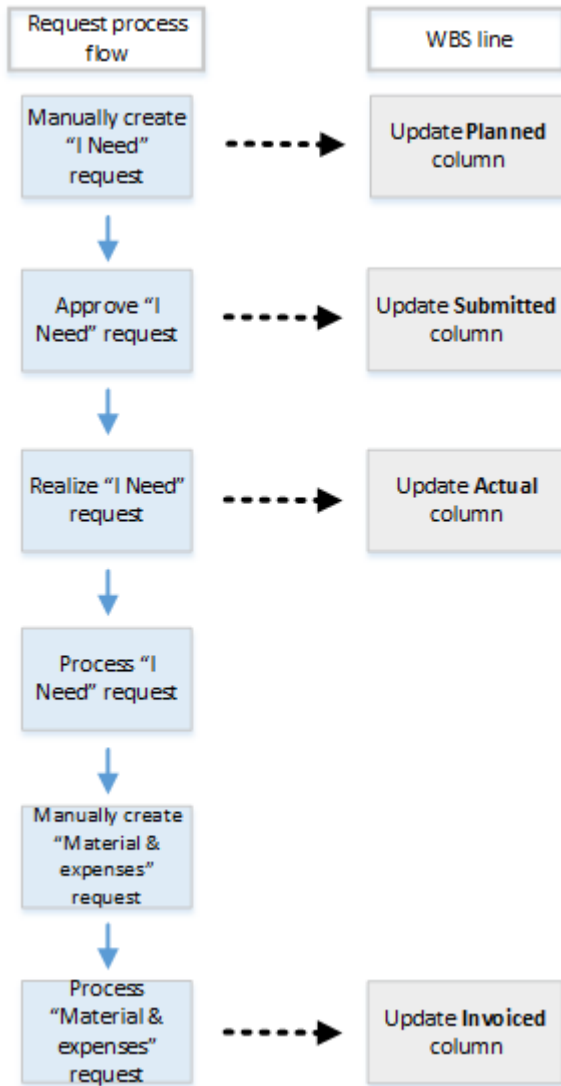 Request process
flow
WBS line
Manually create
“I Need”
request
Update Planned
column
Approve “I
Need” request
Update Submitted
column
Realize “I Need”
request
Update Actual
column
Process “I
Need” request
Manually create
“Material &
expenses”
request
Process
“Material &
expenses”
request
Update Invoiced
column